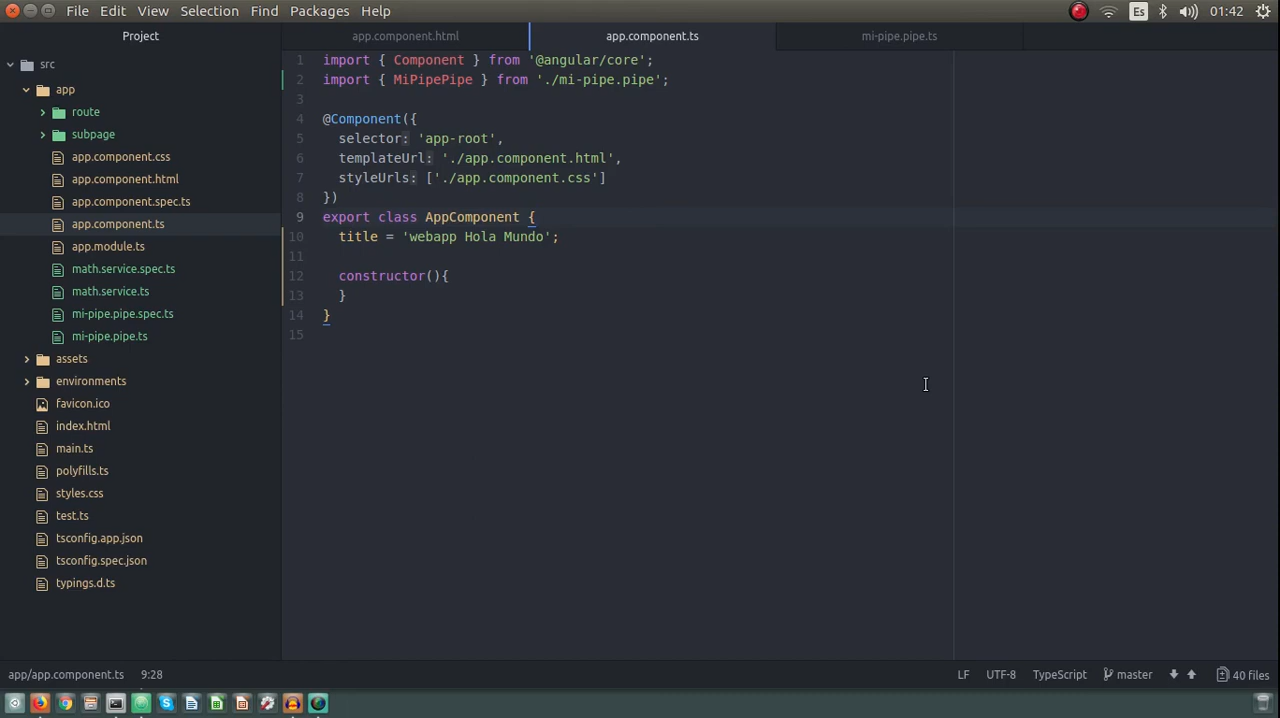 File Edit View Selection Find Packages Help
Es
01:42
Project
app.component.html
app.component.ts
mi-pipe.pipe.ts
src
app
route
subpage
app.component.css
app.component.html
app.component.spec.ts
app.component.ts
app.module.ts
math.service.spec.ts
math.service.ts
mi-pipe.pipe.spec.ts
mi-pipe.pipe.ts
assets
environments
favicon.ico
index.html
main.ts
polyfills.ts
styles.css
test.ts
tsconfig.app.json
tsconfig.spec.json
typings.d.ts
1 import { Component } from '@angular/core';
2 import { MiPipePipe } from './mi-pipe.pipe';
3
4 @Component({
5 selector: 'app-root',
6 templateUrl: './app.component.html',
7 styleUrls: ['./app.component.css']
8 })
9 export class AppComponent {
10 title = 'webapp Hola Mundo';
11
12 constructor(){
13 }
14 }
15
app/app.component.ts 9:28
LF UTF-8 TypeScript master 40 files